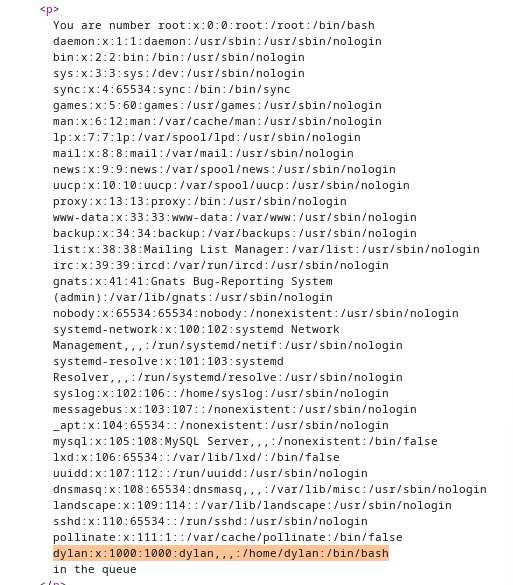 <p>
You are number root:x:0:0:root:/root:/bin/bash
daemon:x:1:1:daemon:/usr/sbin:/usr/sbin/nologin
bin:x:2:2:bin:/bin:/usr/sbin/nologin
sys:x:3:3:sys:/dev:/usr/sbin/nologin
sync:x:4:65534:sync:/bin:/bin/sync
games:x:5:60:games:/usr/games:/usr/sbin/nologin
man:x:6:12:man:/var/cache/man:/usr/sbin/nologin
lp:x:7:7:lp:/var/spool/lpd:/usr/sbin/nologin
mail:x:8:8:mail:/var/mail:/usr/sbin/nologin
news:x:9:9:news:/var/spool/news:/usr/sbin/nologin
uucp:x:10:10:uucp:/var/spool/uucp:/usr/sbin/nologin
proxy:x:13:13:proxy:/bin:/usr/sbin/nologin
www-data:x:33:33:www-data:/var/www:/usr/sbin/nologin
backup:x:34:34:backup:/var/backups:/usr/sbin/nologin
list:x:38:38:Mailing List Manager:/var/list:/usr/sbin/nologin
irc:x:39:39:ircd:/var/run/ircd:/usr/sbin/nologin
gnats:x:41:41:Gnats Bug-Reporting System
(admin):/var/lib/gnats:/usr/sbin/nologin
nobody:x:65534:65534:nobody:/nonexistent:/usr/sbin/nologin
systemd-network:x:100:102:systemd Network
Management,,,:/run/systemd/netif:/usr/sbin/nologin
systemd-resolve:x:101:103:systemd
Resolver,,,:/run/systemd/resolve:/usr/sbin/nologin
syslog:x:102:106::/home/syslog:/usr/sbin/nologin
messagebus:x:103:107::/nonexistent:/usr/sbin/nologin
_apt:x:104:65534::/nonexistent:/usr/sbin/nologin
mysql:x:105:108:MySQL Server,,,:/nonexistent:/bin/false
lxd:x:106:65534::/var/lib/lxd/:/bin/false
uuidd:x:107:112::/run/uuidd:/usr/sbin/nologin
dnsmasq:x:108:65534:dnsmasq,,,:/var/lib/misc:/usr/sbin/nologin
landscape:x:109:114::/var/lib/landscape:/usr/sbin/nologin
sshd:x:110:65534::/run/sshd:/usr/sbin/nologin
pollinate:x:111:1::/var/cache/pollinate:/bin/false
dylan:x:1000:1000:dylan,,,:/home/dylan:/bin/bash
in the queue
</p>